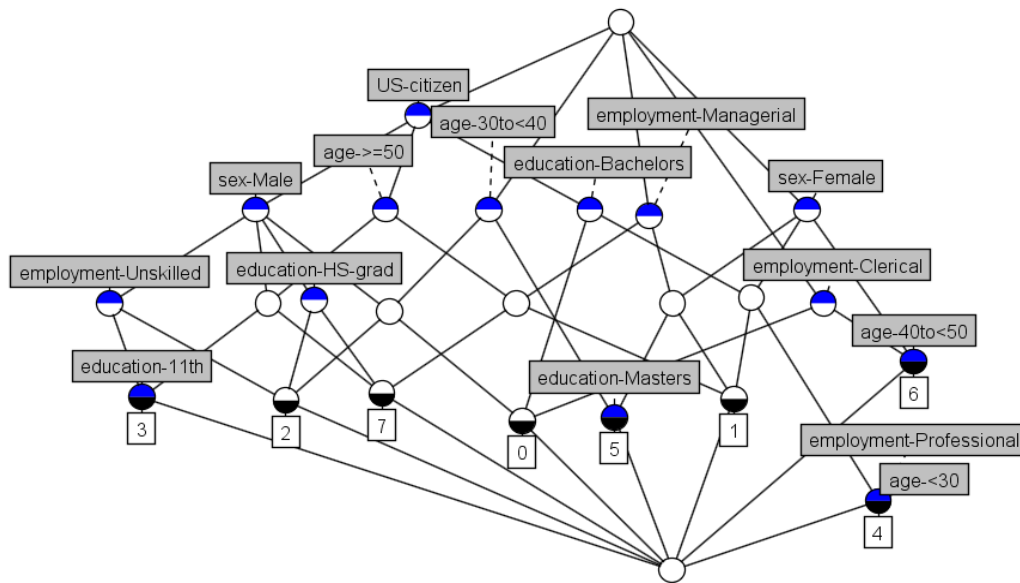 US-citizen
age-30to<40
employment-Managerial
age->=50
education-Bachelors
sex-Male
sex-Female
employment-Unskilled
education-HS-grad
employment-Clerical
age-40to<50
education-11th
education-Masters
6
3
2
7
0
5
1
employment-Professional
age-<30
4